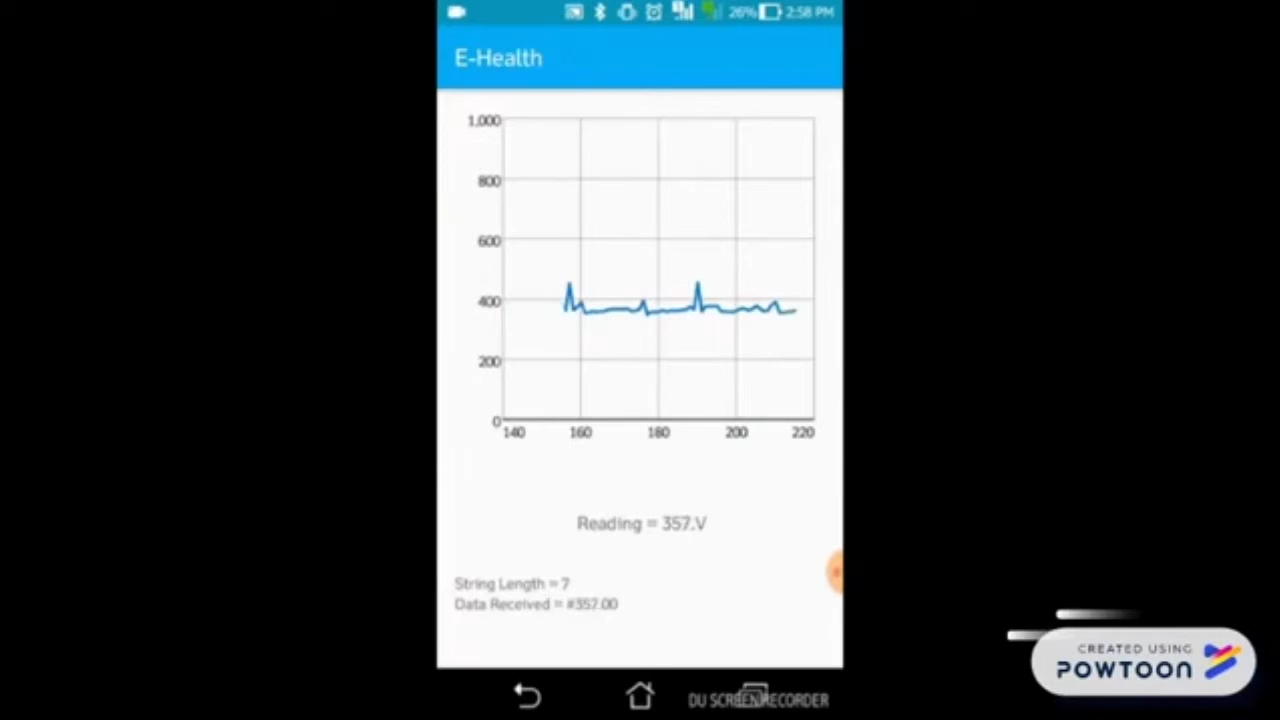 26% 2:58 PM
E-Health
1,000
800
600
400
200
0
140 160 180 200 220
Reading = 357.V
String Length = 7
Data Received = #357.00
CREATED USING
POWTOON
DU SCREEN RECORDER